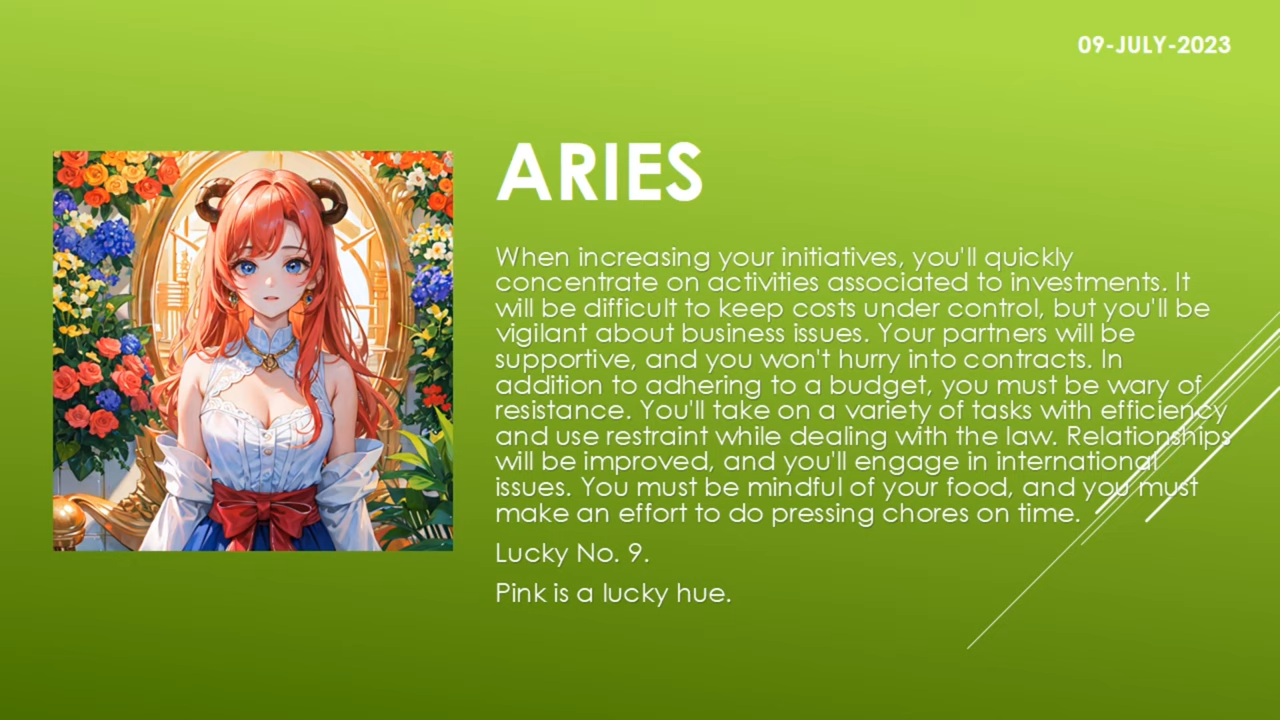 09-JULY-2023
ARIES
When increasing your initiatives, you'll quickly
concentrate on activities associated to investments. It
will be difficult to keep costs under control, but you'll be
vigilant about business issues. Your partners will be
supportive, and you won't hurry into contracts. In
addition to adhering to a budget, you must be wary of
resistance. You'll take on a variety of tasks with efficiency
and use restraint while dealing with the law. Relationships
will be improved, and you'll engage in international
issues. You must be mindful of your food, and you must
make an effort to do pressing chores on time.
Lucky No. 9.
Pink is a lucky hue.